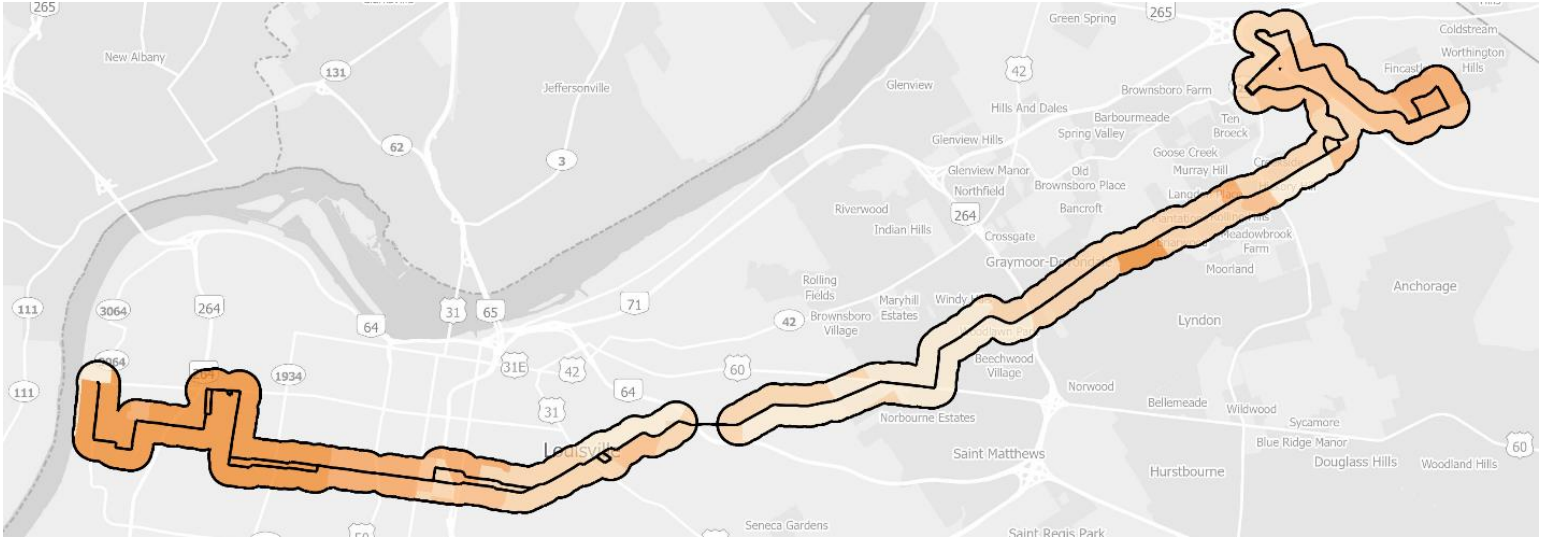 265
Green Spring
265
Coldstream
New Albany
Worthington
Hills
131
42
Fincastle
Jeffersonville
Glenview
Brownsboro Farm
Hills And Dales
Barbourmeade
Ten
Broeck
Spring Valley
62
Glenview Hills
3
Goose Creek
Glenview Manor
Old
Brownsboro Place
Murray Hill
Northfield
Riverwood
264
Bancroft
Indian Hills
Crossgate
Meadowbrook
Farm
Graymoor-Devondale
Moorland
Rolling
Fields
Anchorage
111
3064
264
31
65
71
Maryhill
Estates
Windy
Brownsboro
Village
42
Lyndon
64
31E
42
60
Beechwood
Village
264
1934
111
64
Norwood
31
Norbourne Estates
Bellemeade
Wildwood
Sycamore
Louisville
Blue Ridge Manor
60
Saint Matthews
Douglass Hills
Woodland Hills
Hurstbourne
Seneca Gardens
Saint Regis Park